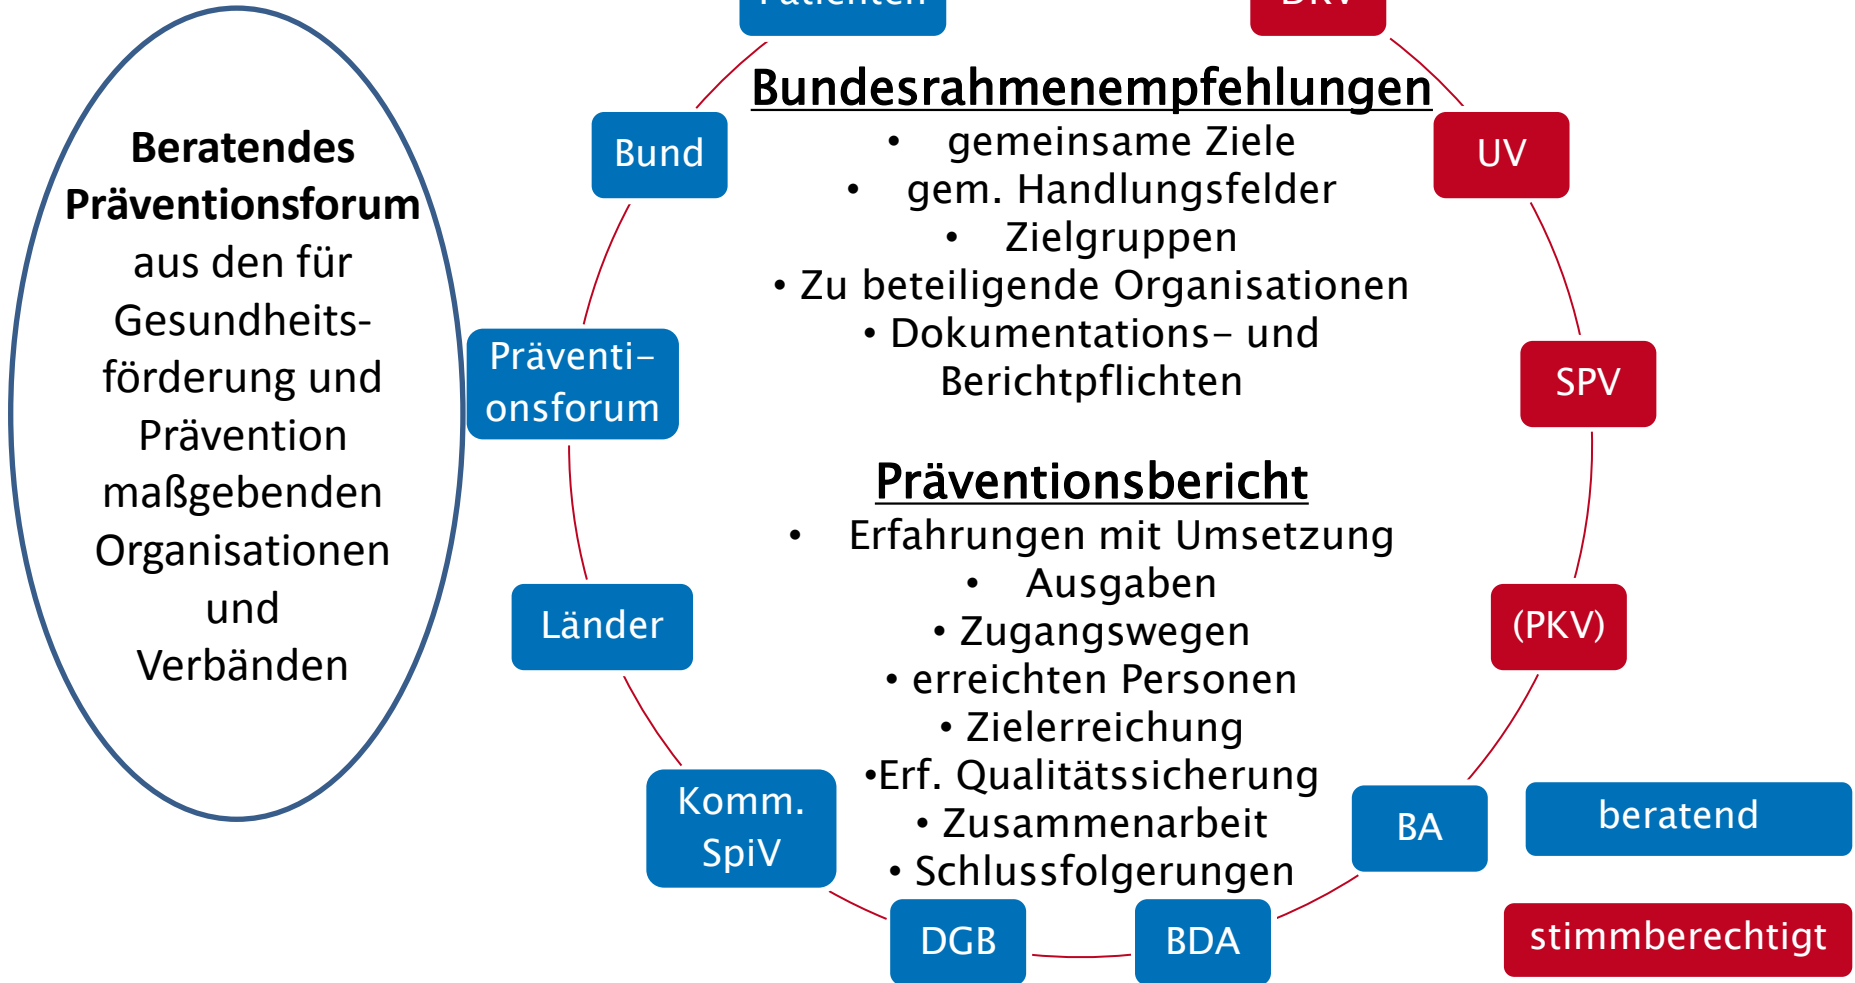 Patienten
DRV
Bundesrahmenempfehlungen
• gemeinsame Ziele
• gem. Handlungsfelder
• Zielgruppen
• Zu beteiligende Organisationen
• Dokumentations- und
Berichtpflichten
Präventionsbericht
• Erfahrungen mit Umsetzung
• Ausgaben
• Zugangswegen
• erreichten Personen
• Zielerreichung
•Erf. Qualitätssicherung
• Zusammenarbeit
• Schlussfolgerungen
Beratendes
Präventionsforum
aus den für
Gesundheits-
förderung und
Prävention
maßgebenden
Organisationen
und
Verbänden
Bund
Präventi-
onsforum
Länder
Komm.
SpiV
DGB
BDA
BA
(PKV)
SPV
UV
beratend
stimmberechtigt